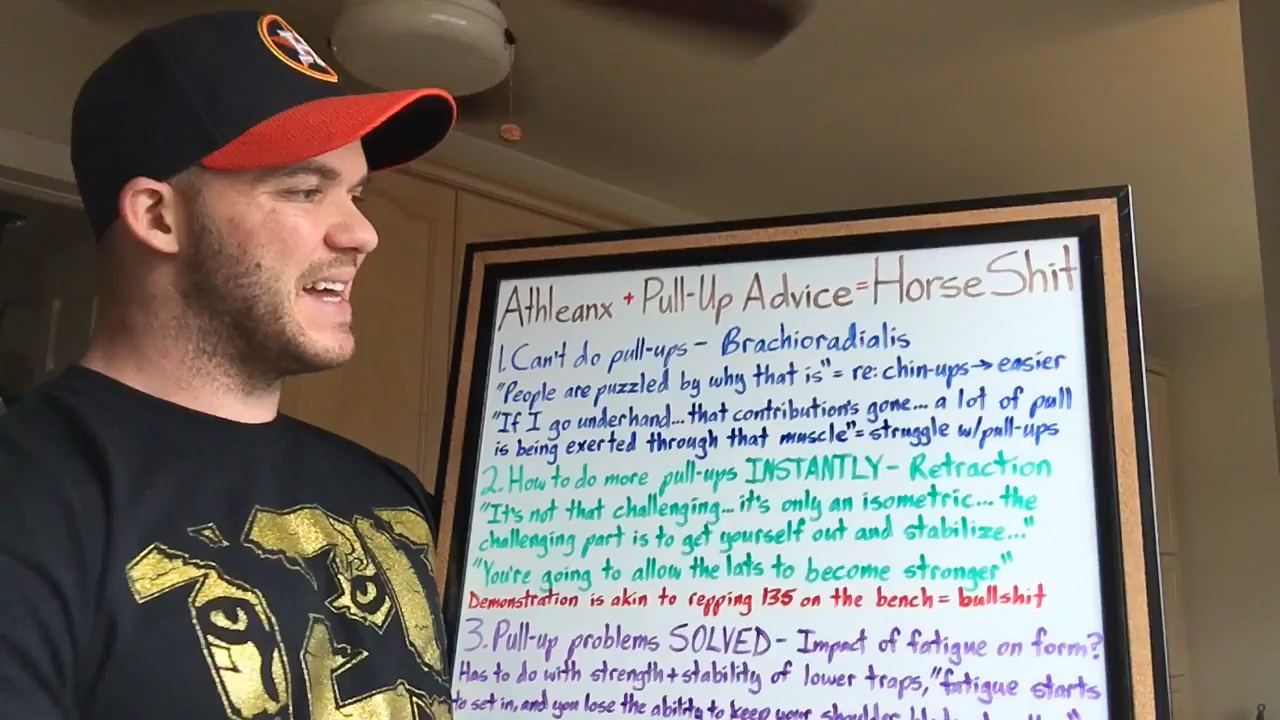 Athleanx + Pull-Up Advice = Horse Shit
1. Can't do pull-ups - Brachioradialis
"People are puzzled by why that is" = re: chin-ups → easier
"If I go underhand... that contribution's gone... a lot of pull
is being exerted through that muscle" = struggle w/pull-ups
2. How to do more pull-ups INSTANTLY - Retraction
"It's not that challenging... it's only an isometric... the
challenging part is to get yourself out and stabilize..."
"You're going to allow the lats to become stronger"
Demonstration is akin to repping 135 on the bench = bullshit
3. Pull-up problems SOLVED - Impact of fatigue on form?
Has to do with strength + stability of lower traps, "fatigue starts
to set in, and you lose the ability to keep your shoulder